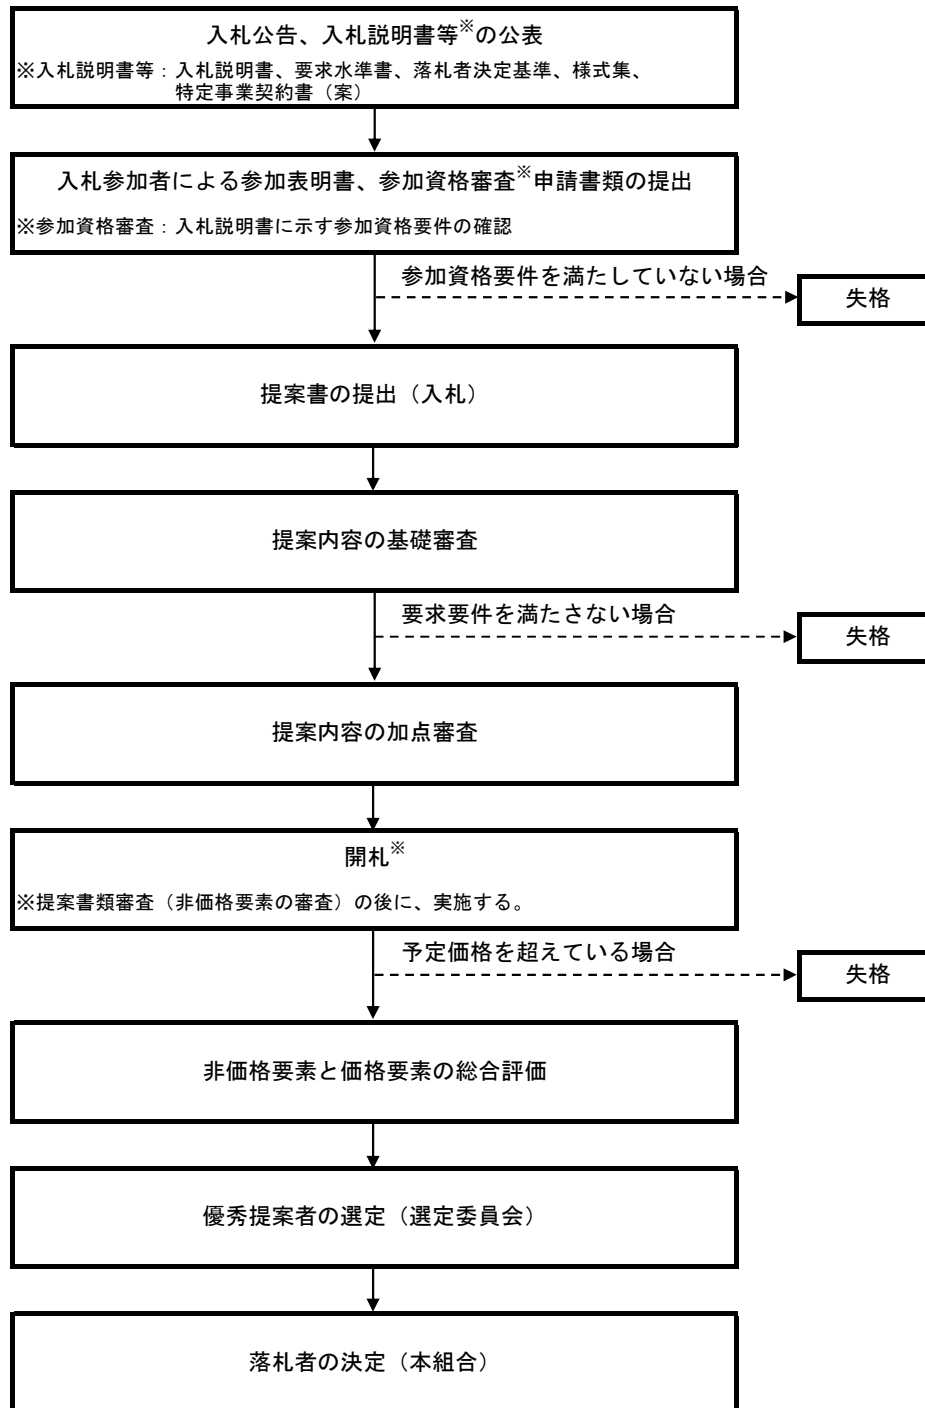 入札公告、入札説明書等※の公表
※入札説明書等：入札説明書、要求水準書、落札者決定基準、様式集、
特定事業契約書（案）
入札参加者による参加表明書、参加資格審査※申請書類の提出
※参加資格審査：入札説明書に示す参加資格要件の確認
参加資格要件を満たしていない場合
失格
提案書の提出（入札）
提案内容の基礎審査
要求要件を満たさない場合
失格
提案内容の加点審査
開札※
※提案書類審査（非価格要素の審査）の後に、実施する。
予定価格を超えている場合
失格
非価格要素と価格要素の総合評価
優秀提案者の選定（選定委員会）
落札者の決定（本組合）